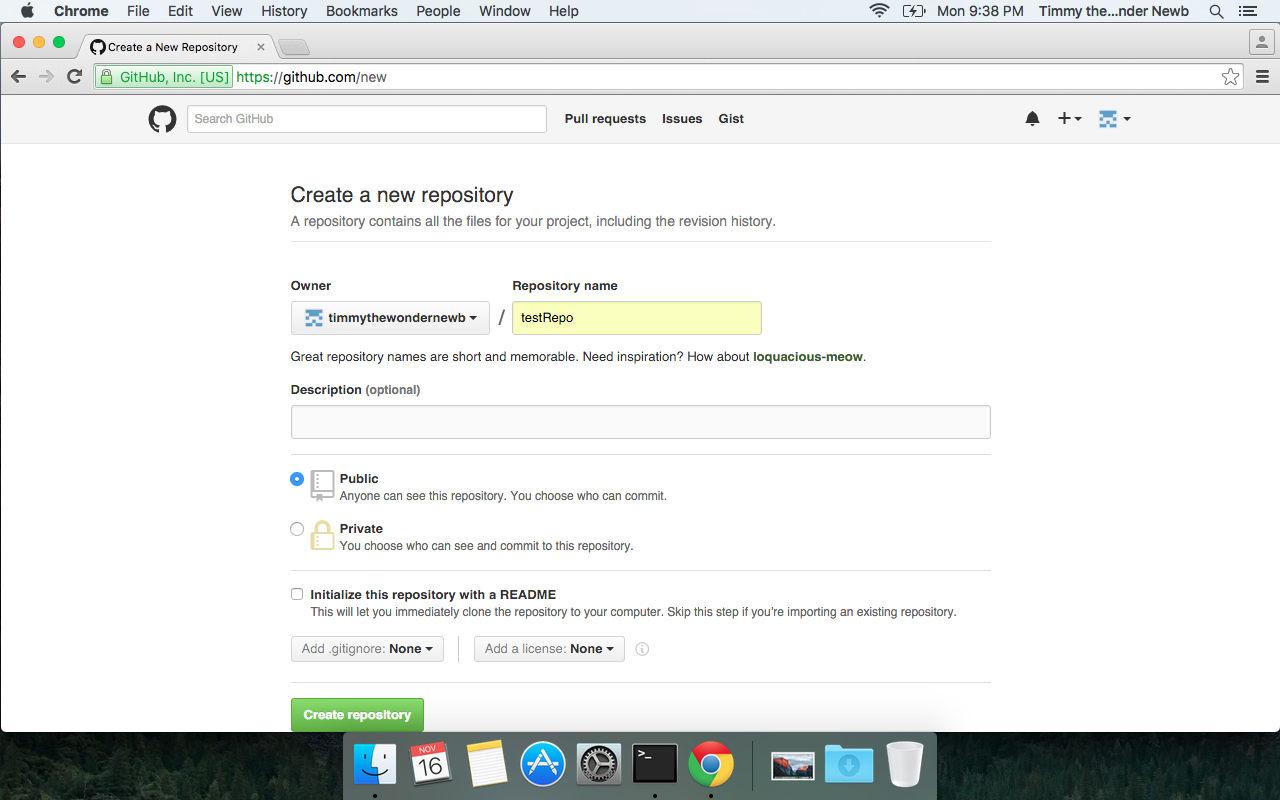 Chrome File Edit View History Bookmarks People Window Help Mon 9:38 PM Timmy the...nder Newb
Create a New Repository
GitHub, Inc. [US] https://github.com/new
Search GitHub Pull requests Issues Gist
Create a new repository
A repository contains all the files for your project, including the revision history.
Owner Repository name
timmythewondernewb / testRepo
Great repository names are short and memorable. Need inspiration? How about loquacious-meow.
Description (optional)
Public
Anyone can see this repository. You choose who can commit.
Private
You choose who can see and commit to this repository.
Initialize this repository with a README
This will let you immediately clone the repository to your computer. Skip this step if you're importing an existing repository.
Add .gitignore: None Add a license: None
Create repository
NOV
16
>_